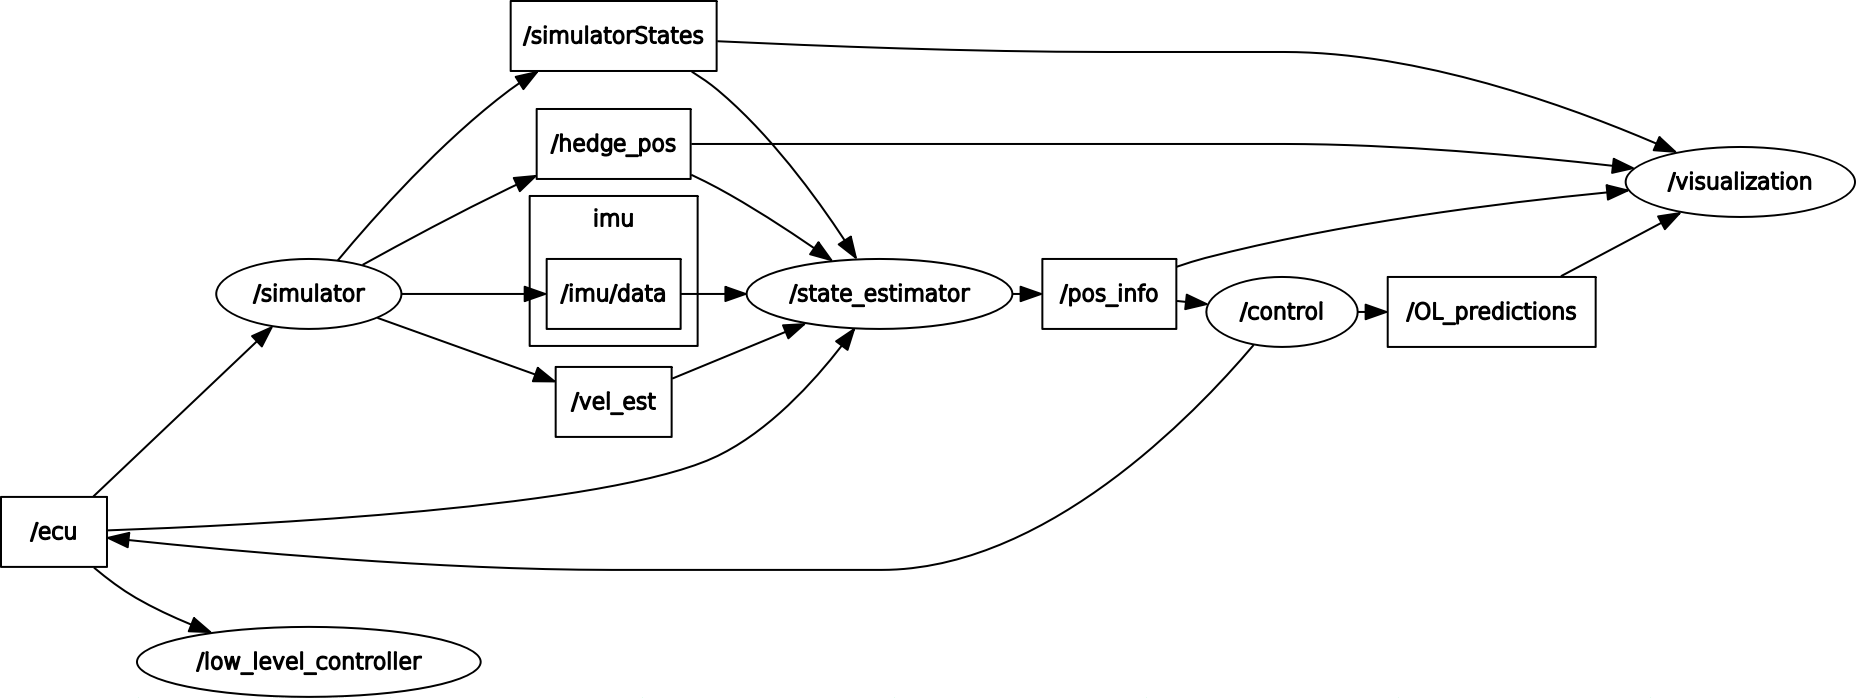 /simulatorStates
/hedge_pos
/visualization
imu
/simulator
/imu/data
/state_estimator
/pos_info
/control
/OL_predictions
/vel_est
/ecu
/low_level_controller